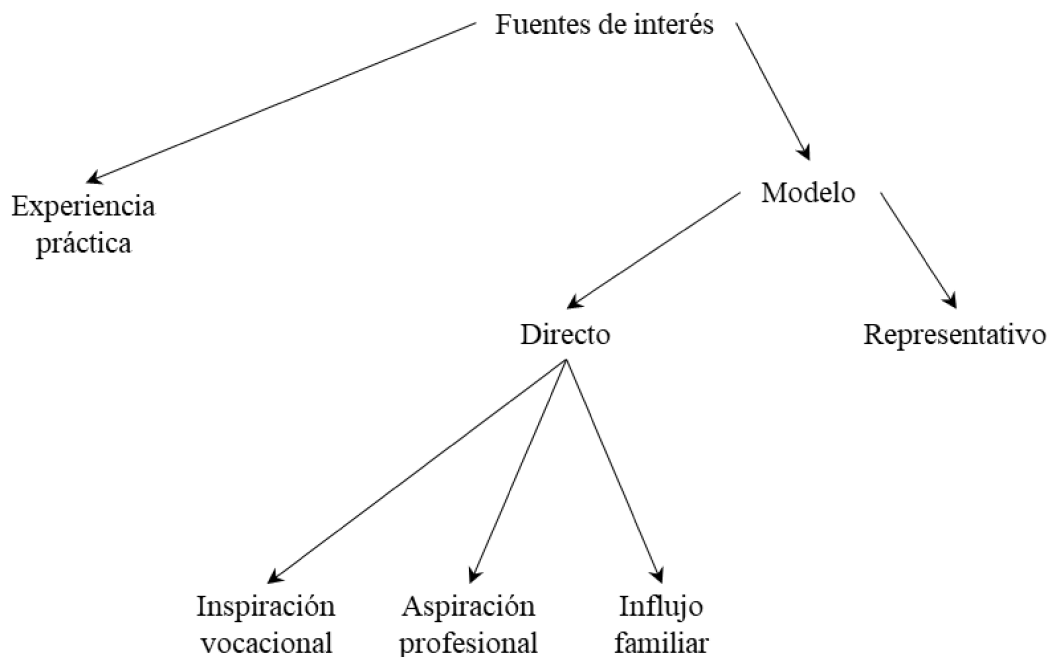 Fuentes de interés
Experiencia
práctica
Modelo
Directo
Representativo
Inspiración
vocacional
Aspiración
profesional
Influjo
familiar